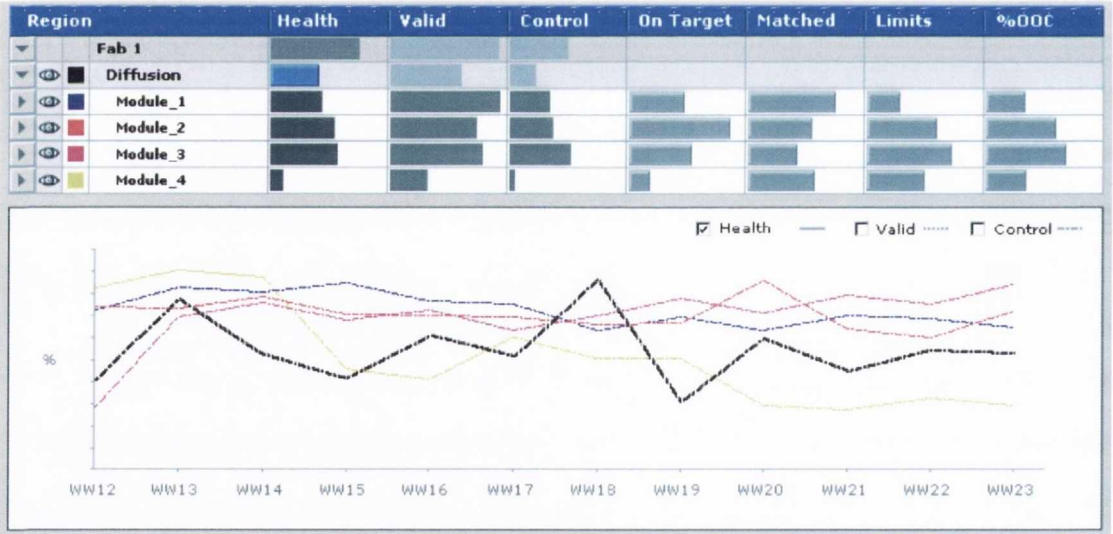 Region Health Valid Control On Target Matched Limits %OOC
Fab 1
Diffusion
Module_1
Module_2
Module_3
Module_4
Health Valid Control
%
WW12 WW13 WW14 WW15 WW16 WW17 WW18 WW19 WW20 WW21 WW22 WW23